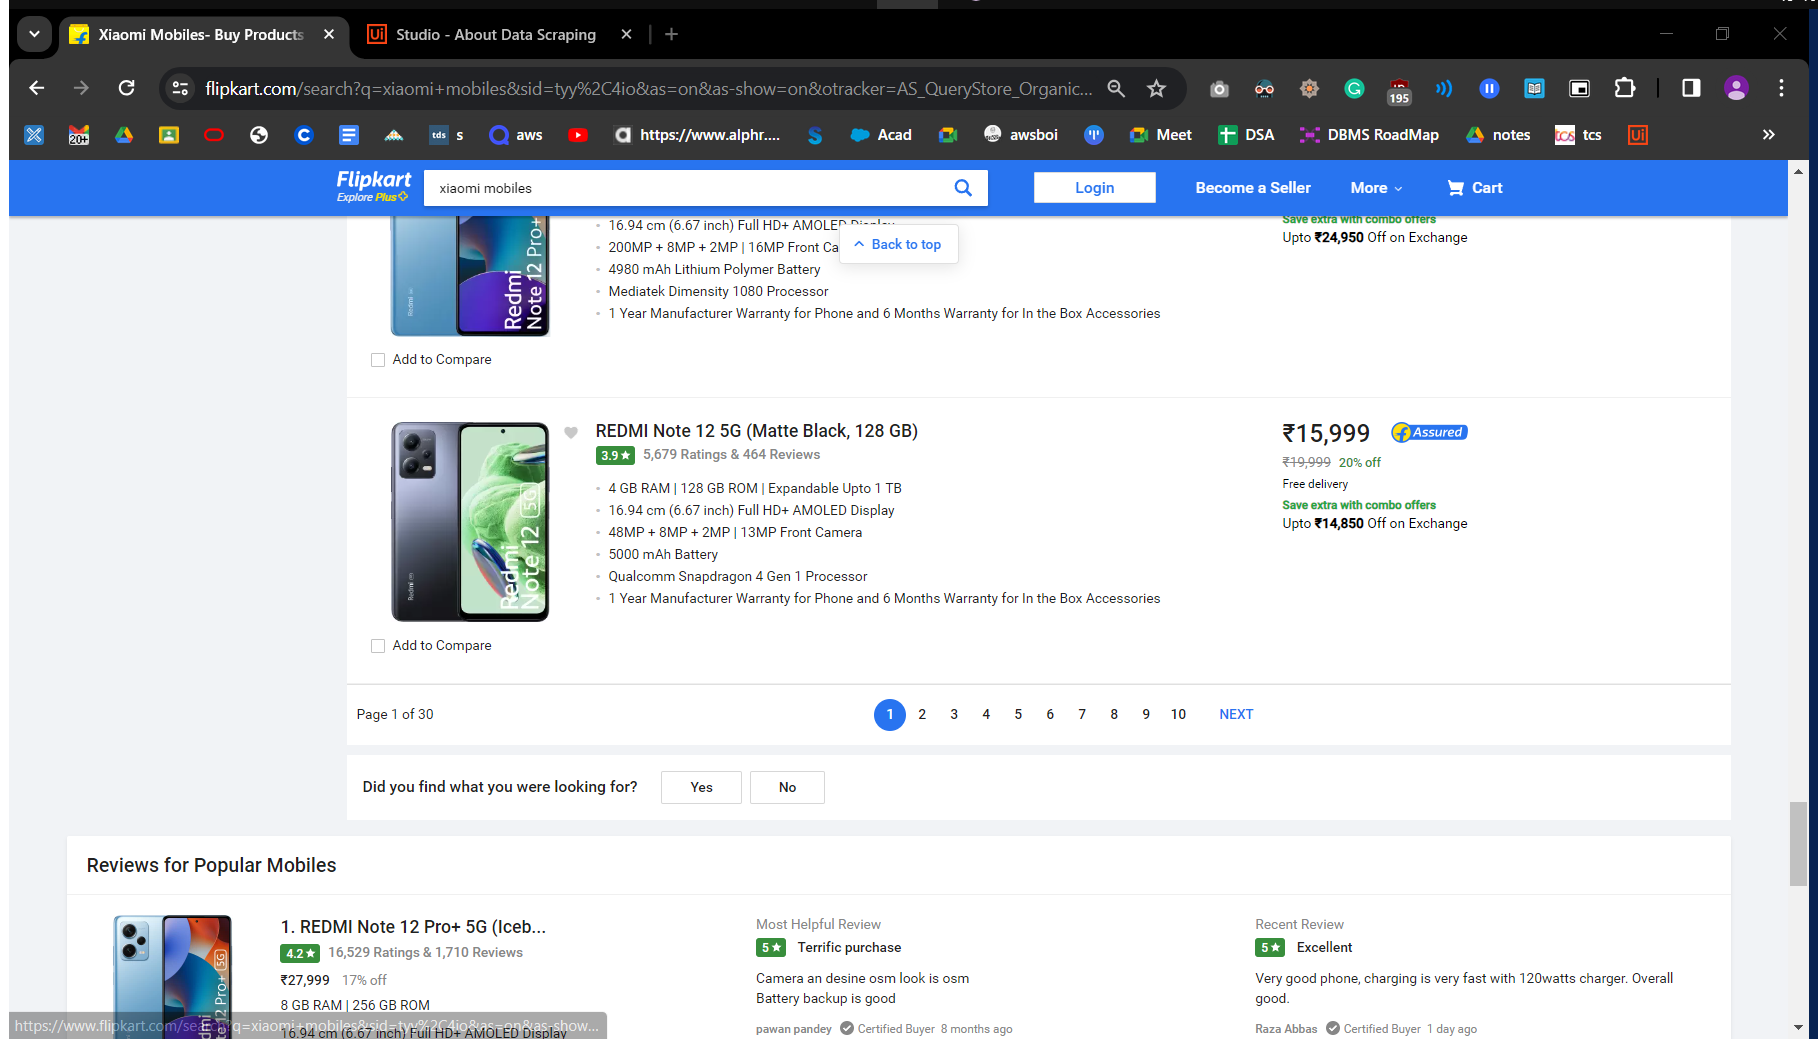 Xiaomi Mobiles- Buy Products
Studio - About Data Scraping
flipkart.com/search?q=xiaomi+mobiles&sid=tyy%2C4io&as=on&as-show=on&otracker=AS_QueryStore_Organic...
195
20+
tds s
aws
https://www.alphr....
Acad
awsboi
Meet
DSA
DBMS RoadMap
notes
tcs tcs
Ui
Flipkart
Explore Plus
xiaomi mobiles
Login
Become a Seller
More
Cart
Back to top
16.94 cm (6.67 inch) Full HD+ AMOLED Display
200MP + 8MP + 2MP | 16MP Front Ca
4980 mAh Lithium Polymer Battery
Mediatek Dimensity 1080 Processor
1 Year Manufacturer Warranty for Phone and 6 Months Warranty for In the Box Accessories
Save extra with combo offers
Upto ₹24,950 Off on Exchange
Redmi
Note 12 Pro+
Add to Compare
REDMI Note 12 5G (Matte Black, 128 GB)
3.9★ 5,679 Ratings & 464 Reviews
4 GB RAM | 128 GB ROM | Expandable Upto 1 TB
16.94 cm (6.67 inch) Full HD+ AMOLED Display
48MP + 8MP + 2MP | 13MP Front Camera
5000 mAh Battery
Qualcomm Snapdragon 4 Gen 1 Processor
1 Year Manufacturer Warranty for Phone and 6 Months Warranty for In the Box Accessories
₹15,999
Assured
₹19,999 20% off
Free delivery
Save extra with combo offers
Upto ₹14,850 Off on Exchange
Redmi
Note 12 5G
Add to Compare
Page 1 of 30
1 2 3 4 5 6 7 8 9 10 NEXT
Did you find what you were looking for?
Yes
No
Reviews for Popular Mobiles
1. REDMI Note 12 Pro+ 5G (Iceb...
4.2★ 16,529 Ratings & 1,710 Reviews
₹27,999 17% off
8 GB RAM | 256 GB ROM
16.94 cm (6.67 inch) Full HD+ AMOLED Display
Most Helpful Review
5★ Terrific purchase
Camera an desine osm look is osm
Battery backup is good
pawan pandey Certified Buyer 8 months ago
Recent Review
5★ Excellent
Very good phone, charging is very fast with 120watts charger. Overall
good.
Raza Abbas Certified Buyer 1 day ago
https://www.flipkart.com/search?q=xiaomi+mobiles&sid=tyy%2C4io&as=on&as-show...